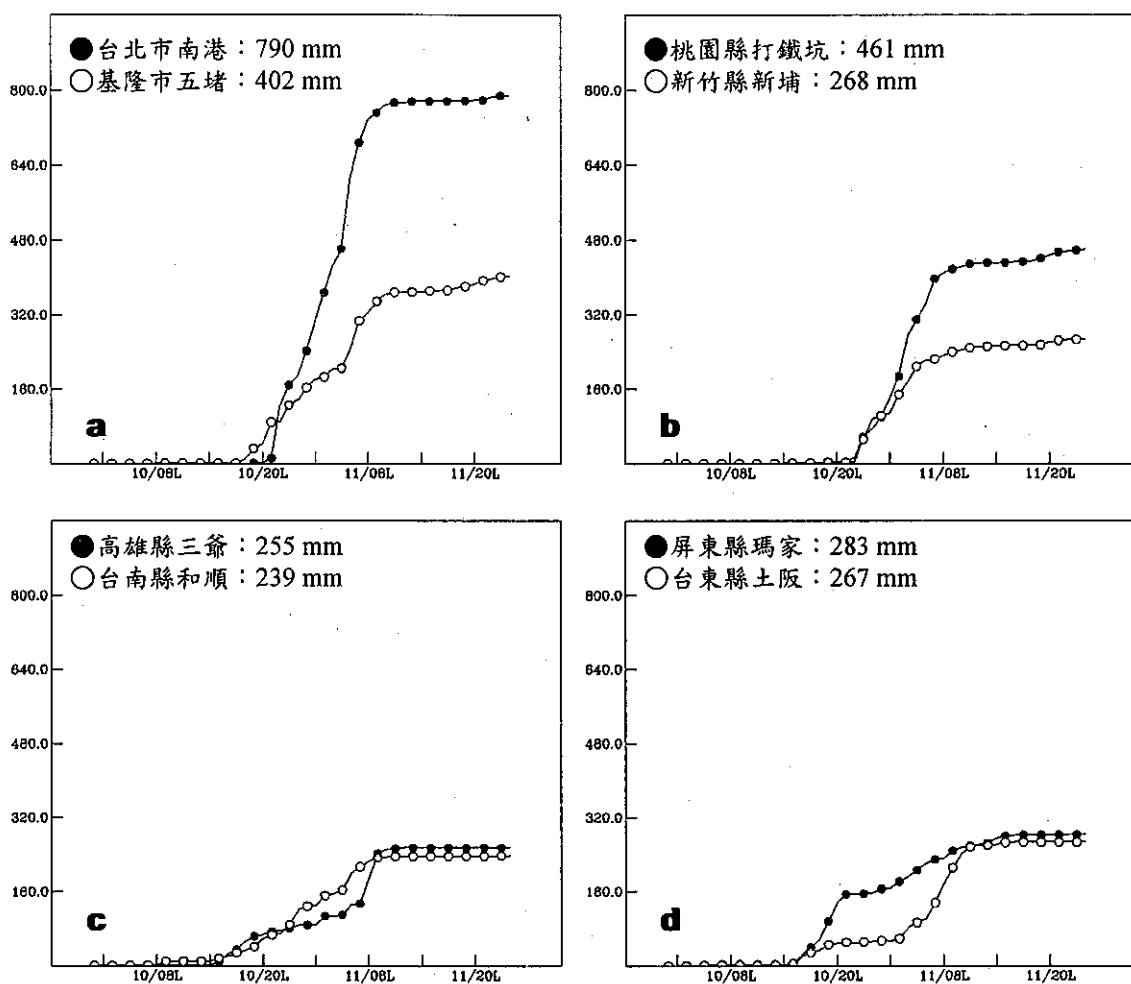 ●台北市南港：790 mm
○基隆市五堵：402 mm
800.0
640.0
480.0
320.0
160.0
a
10/08L 10/20L 11/08L 11/20L
●桃園縣打鐵坑：461 mm
○新竹縣新埔：268 mm
800.0
640.0
480.0
320.0
160.0
b
10/08L 10/20L 11/08L 11/20L
●高雄縣三爺：255 mm
○台南縣和順：239 mm
800.0
640.0
480.0
320.0
160.0
c
10/08L 10/20L 11/08L 11/20L
●屏東縣瑪家：283 mm
○台東縣土阪：267 mm
800.0
640.0
480.0
320.0
160.0
d
10/08L 10/20L 11/08L 11/20L